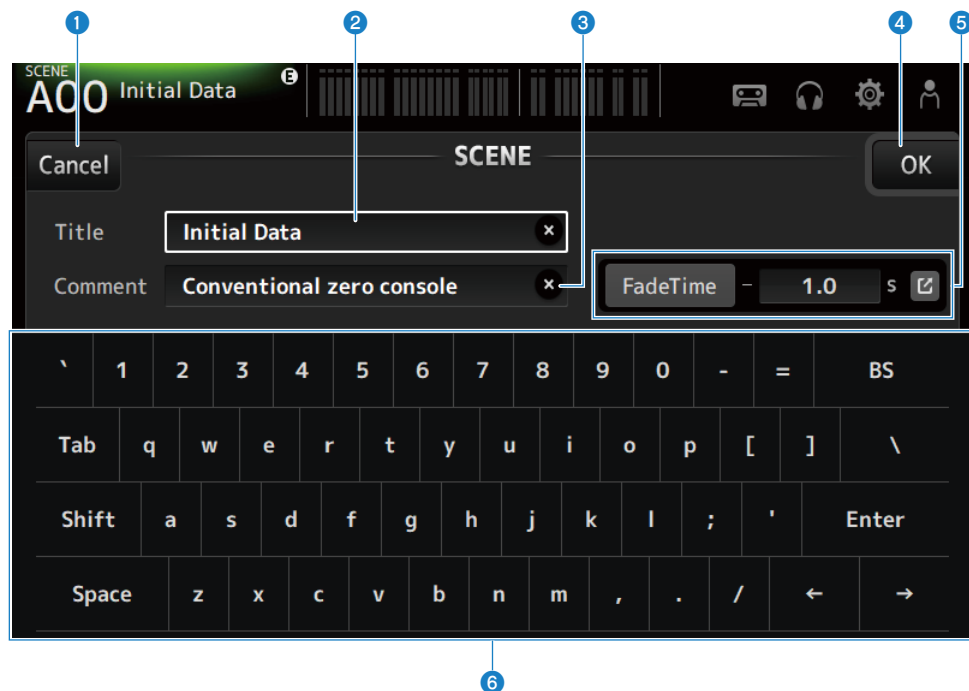 1 2 3 4 5
SCENE
A00 Initial Data E
Cancel SCENE OK
Title Initial Data ×
Comment Conventional zero console × FadeTime – 1.0 s
` 1 2 3 4 5 6 7 8 9 0 - = BS
Tab q w e r t y u i o p [ ] \
Shift a s d f g h j k l ; ' Enter
Space z x c v b n m , . / ← →
6